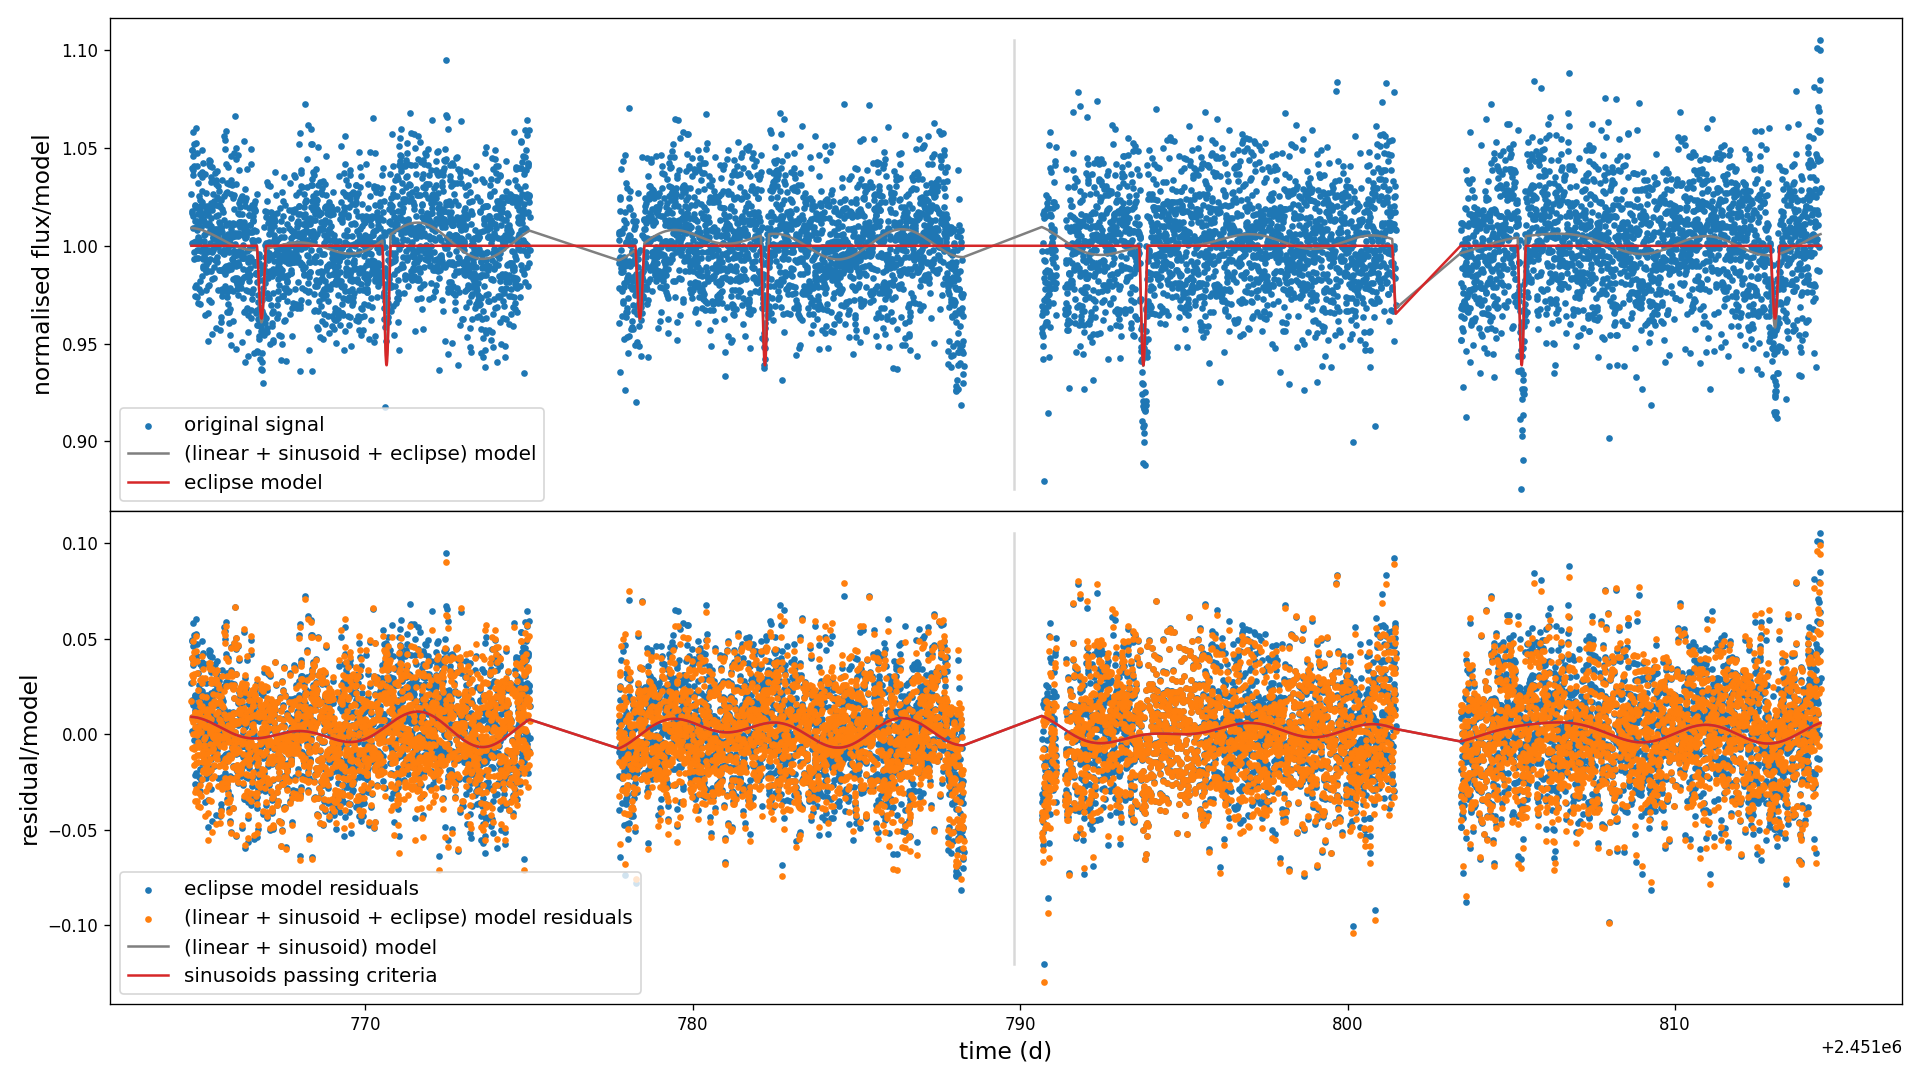 normalised flux/model
1.10
1.05
1.00
0.95
0.90
original signal
(linear + sinusoid + eclipse) model
eclipse model
residual/model
0.10
0.05
0.00
−0.05
−0.10
eclipse model residuals
(linear + sinusoid + eclipse) model residuals
(linear + sinusoid) model
sinusoids passing criteria
770
780
790
800
810
time (d)
+2.451e6